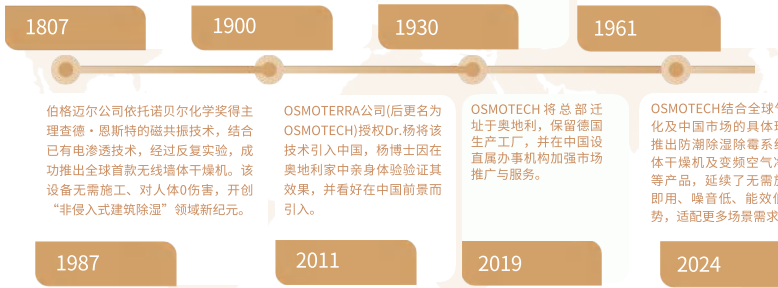 1807
1900
1930
1961
伯格迈尔公司依托诺贝尔化学奖得主
理查德·恩斯特的磁共振技术，结合
已有电渗透技术，经过反复实验，成
功推出全球首款无线墙体干燥机。该
设备无需施工、对人体0伤害，开创
“非侵入式建筑除湿”领域新纪元。
OSMOTERRA公司(后更名为
OSMOTECH)授权Dr.杨将该
技术引入中国，杨博士因在
奥地利家中亲身体验验证其
效果，并看好在中国前景而
引入。
OSMOTECH将总部迁
址于奥地利，保留德国
生产工厂，并在中国设
直属办事机构加强市场
推广与服务。
OSMOTECH结合全球
化及中国市场的具体
推出防潮除湿除霉系
体干燥机及变频空气
等产品，延续了无需
即用、噪音低、能效
势，适配更多场景需求
1987
2011
2019
2024